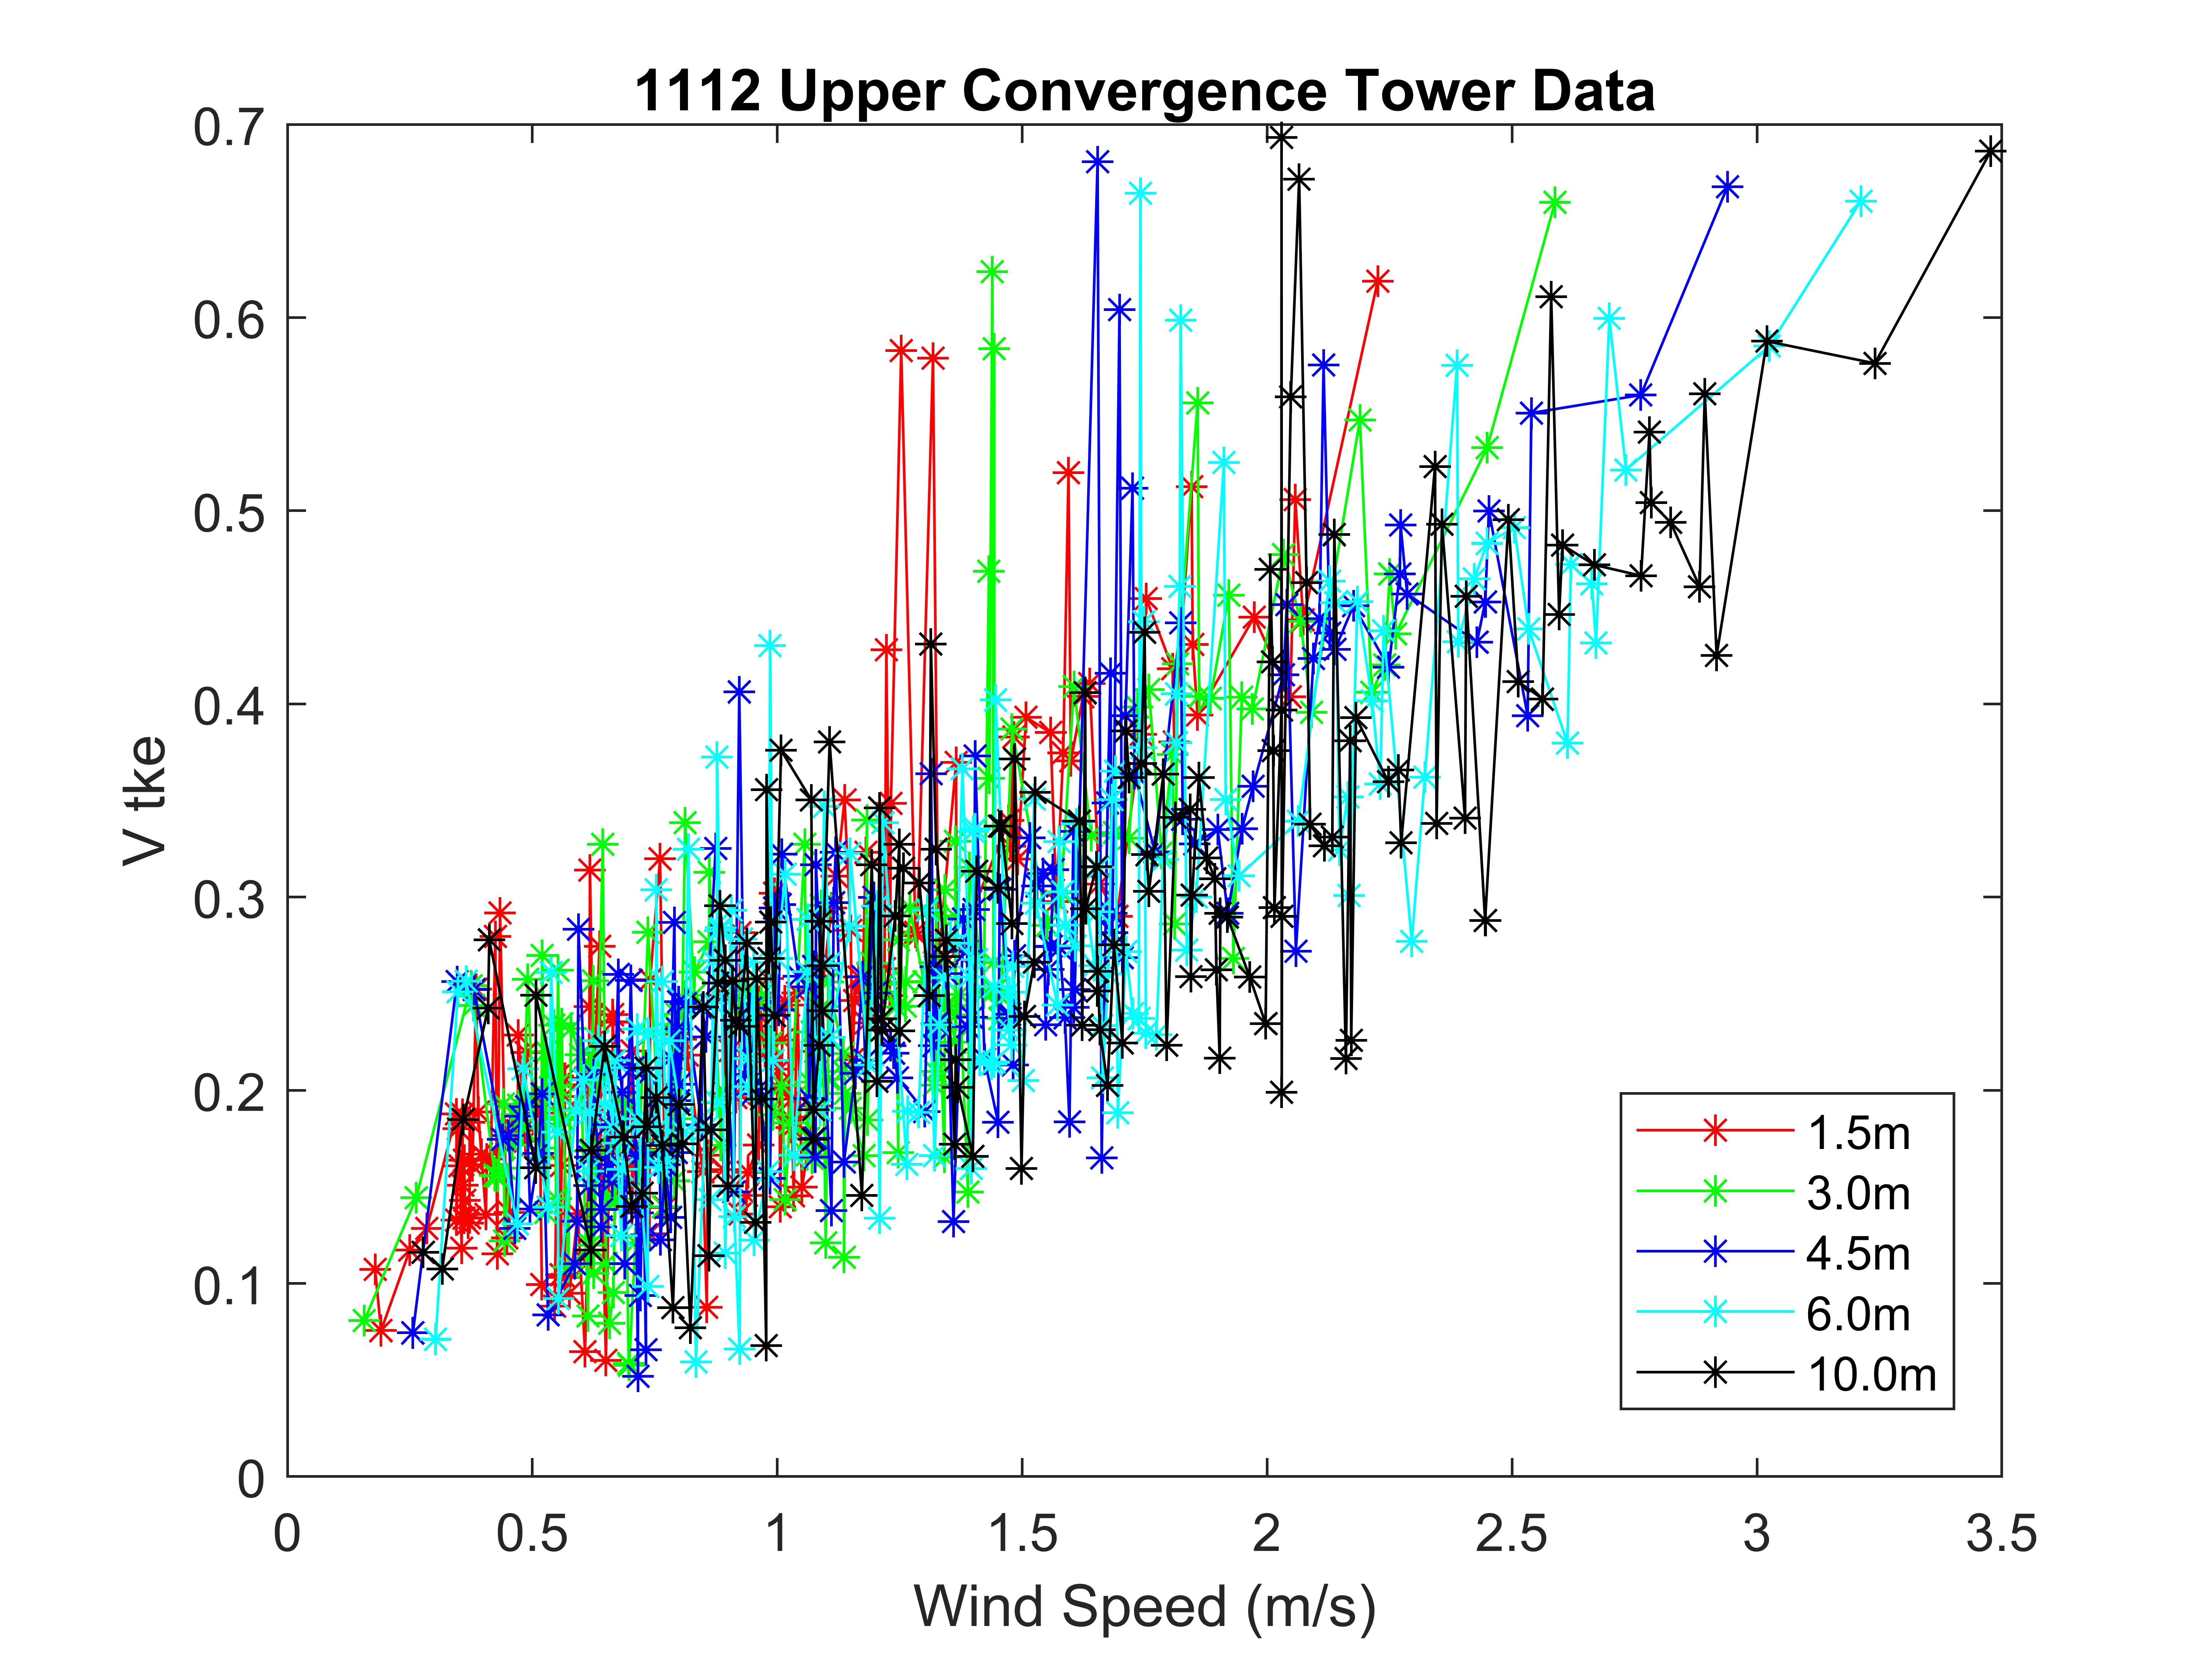 1112 Upper Convergence Tower Data
0.7
0.6
0.5
0.4
0.3
0.2
0.1
0
V tke
0 0.5 1 1.5 2 2.5 3 3.5
Wind Speed (m/s)
1.5m
3.0m
4.5m
6.0m
10.0m